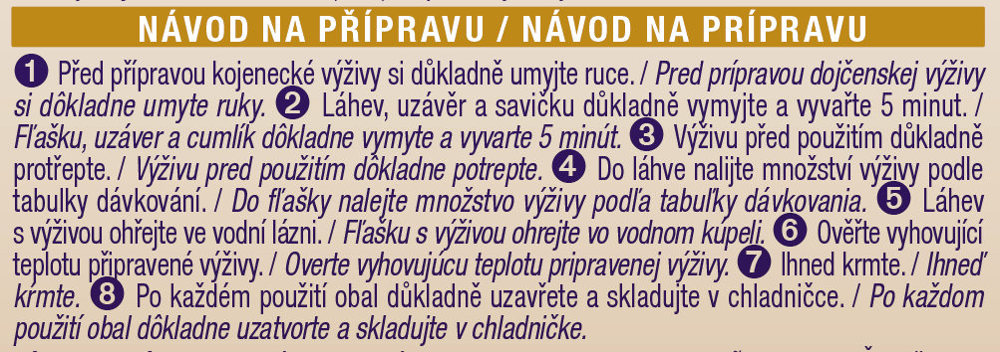 NÁVOD NA PŘÍPRAVU / NÁVOD NA PRÍPRAVU
1 Před přípravou kojenecké výživy si důkladně umyjte ruce. / Pred prípravou dojčenskej výživy
si dôkladne umyte ruky. 2 Láhev, uzávěr a savičku důkladně vymyjte a vyvařte 5 minut. /
Fľašku, uzáver a cumlík dôkladne vymyte a vyvarte 5 minút. 3 Výživu před použitím důkladně
protřepte. / Výživu pred použitím dôkladne potrepte. 4 Do láhve nalijte množství výživy podle
tabulky dávkování. / Do fľašky nalejte množstvo výživy podľa tabuľky dávkovania. 5 Láhev
s výživou ohřejte ve vodní lázni. / Fľašku s výživou ohrejte vo vodnom kúpeli. 6 Ověřte vyhovující
teplotu připravené výživy. / Overte vyhovujúcu teplotu pripravenej výživy. 7 Ihned krmte. / Ihneď
kŕmte. 8 Po každém použití obal důkladně uzavřete a skladujte v chladničce. / Po každom
použití obal dôkladne uzatvorte a skladujte v chladničke.